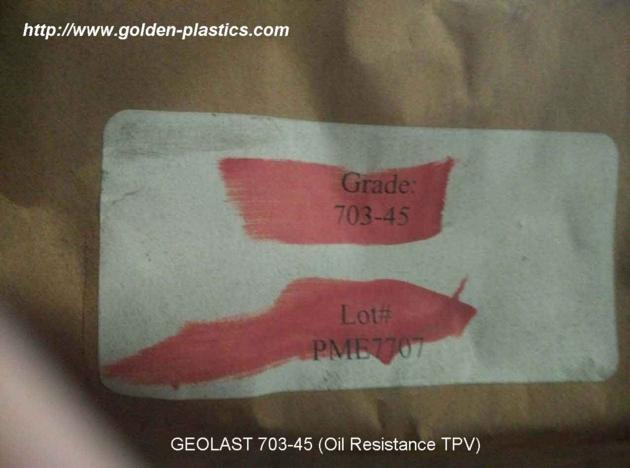 http://www.golden-plastics.com
Grade:
703-45
Lot#
PME7707
GEOLAST 703-45 (Oil Resistance TPV)